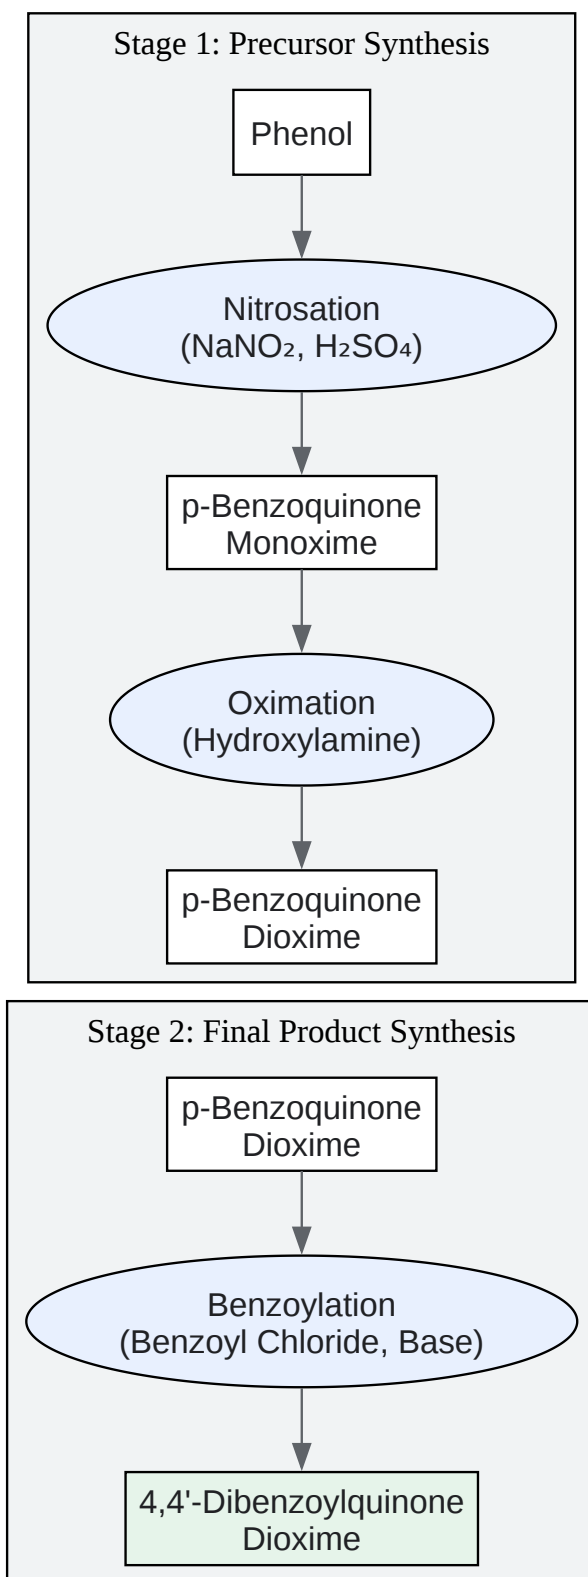 Stage 1: Precursor Synthesis
Phenol
Nitrosation
(NaNO₂, H₂SO₄)
p-Benzoquinone
Monoxime
Oximation
(Hydroxylamine)
p-Benzoquinone
Dioxime
Stage 2: Final Product Synthesis
p-Benzoquinone
Dioxime
Benzoylation
(Benzoyl Chloride, Base)
4,4'-Dibenzoylquinone
Dioxime